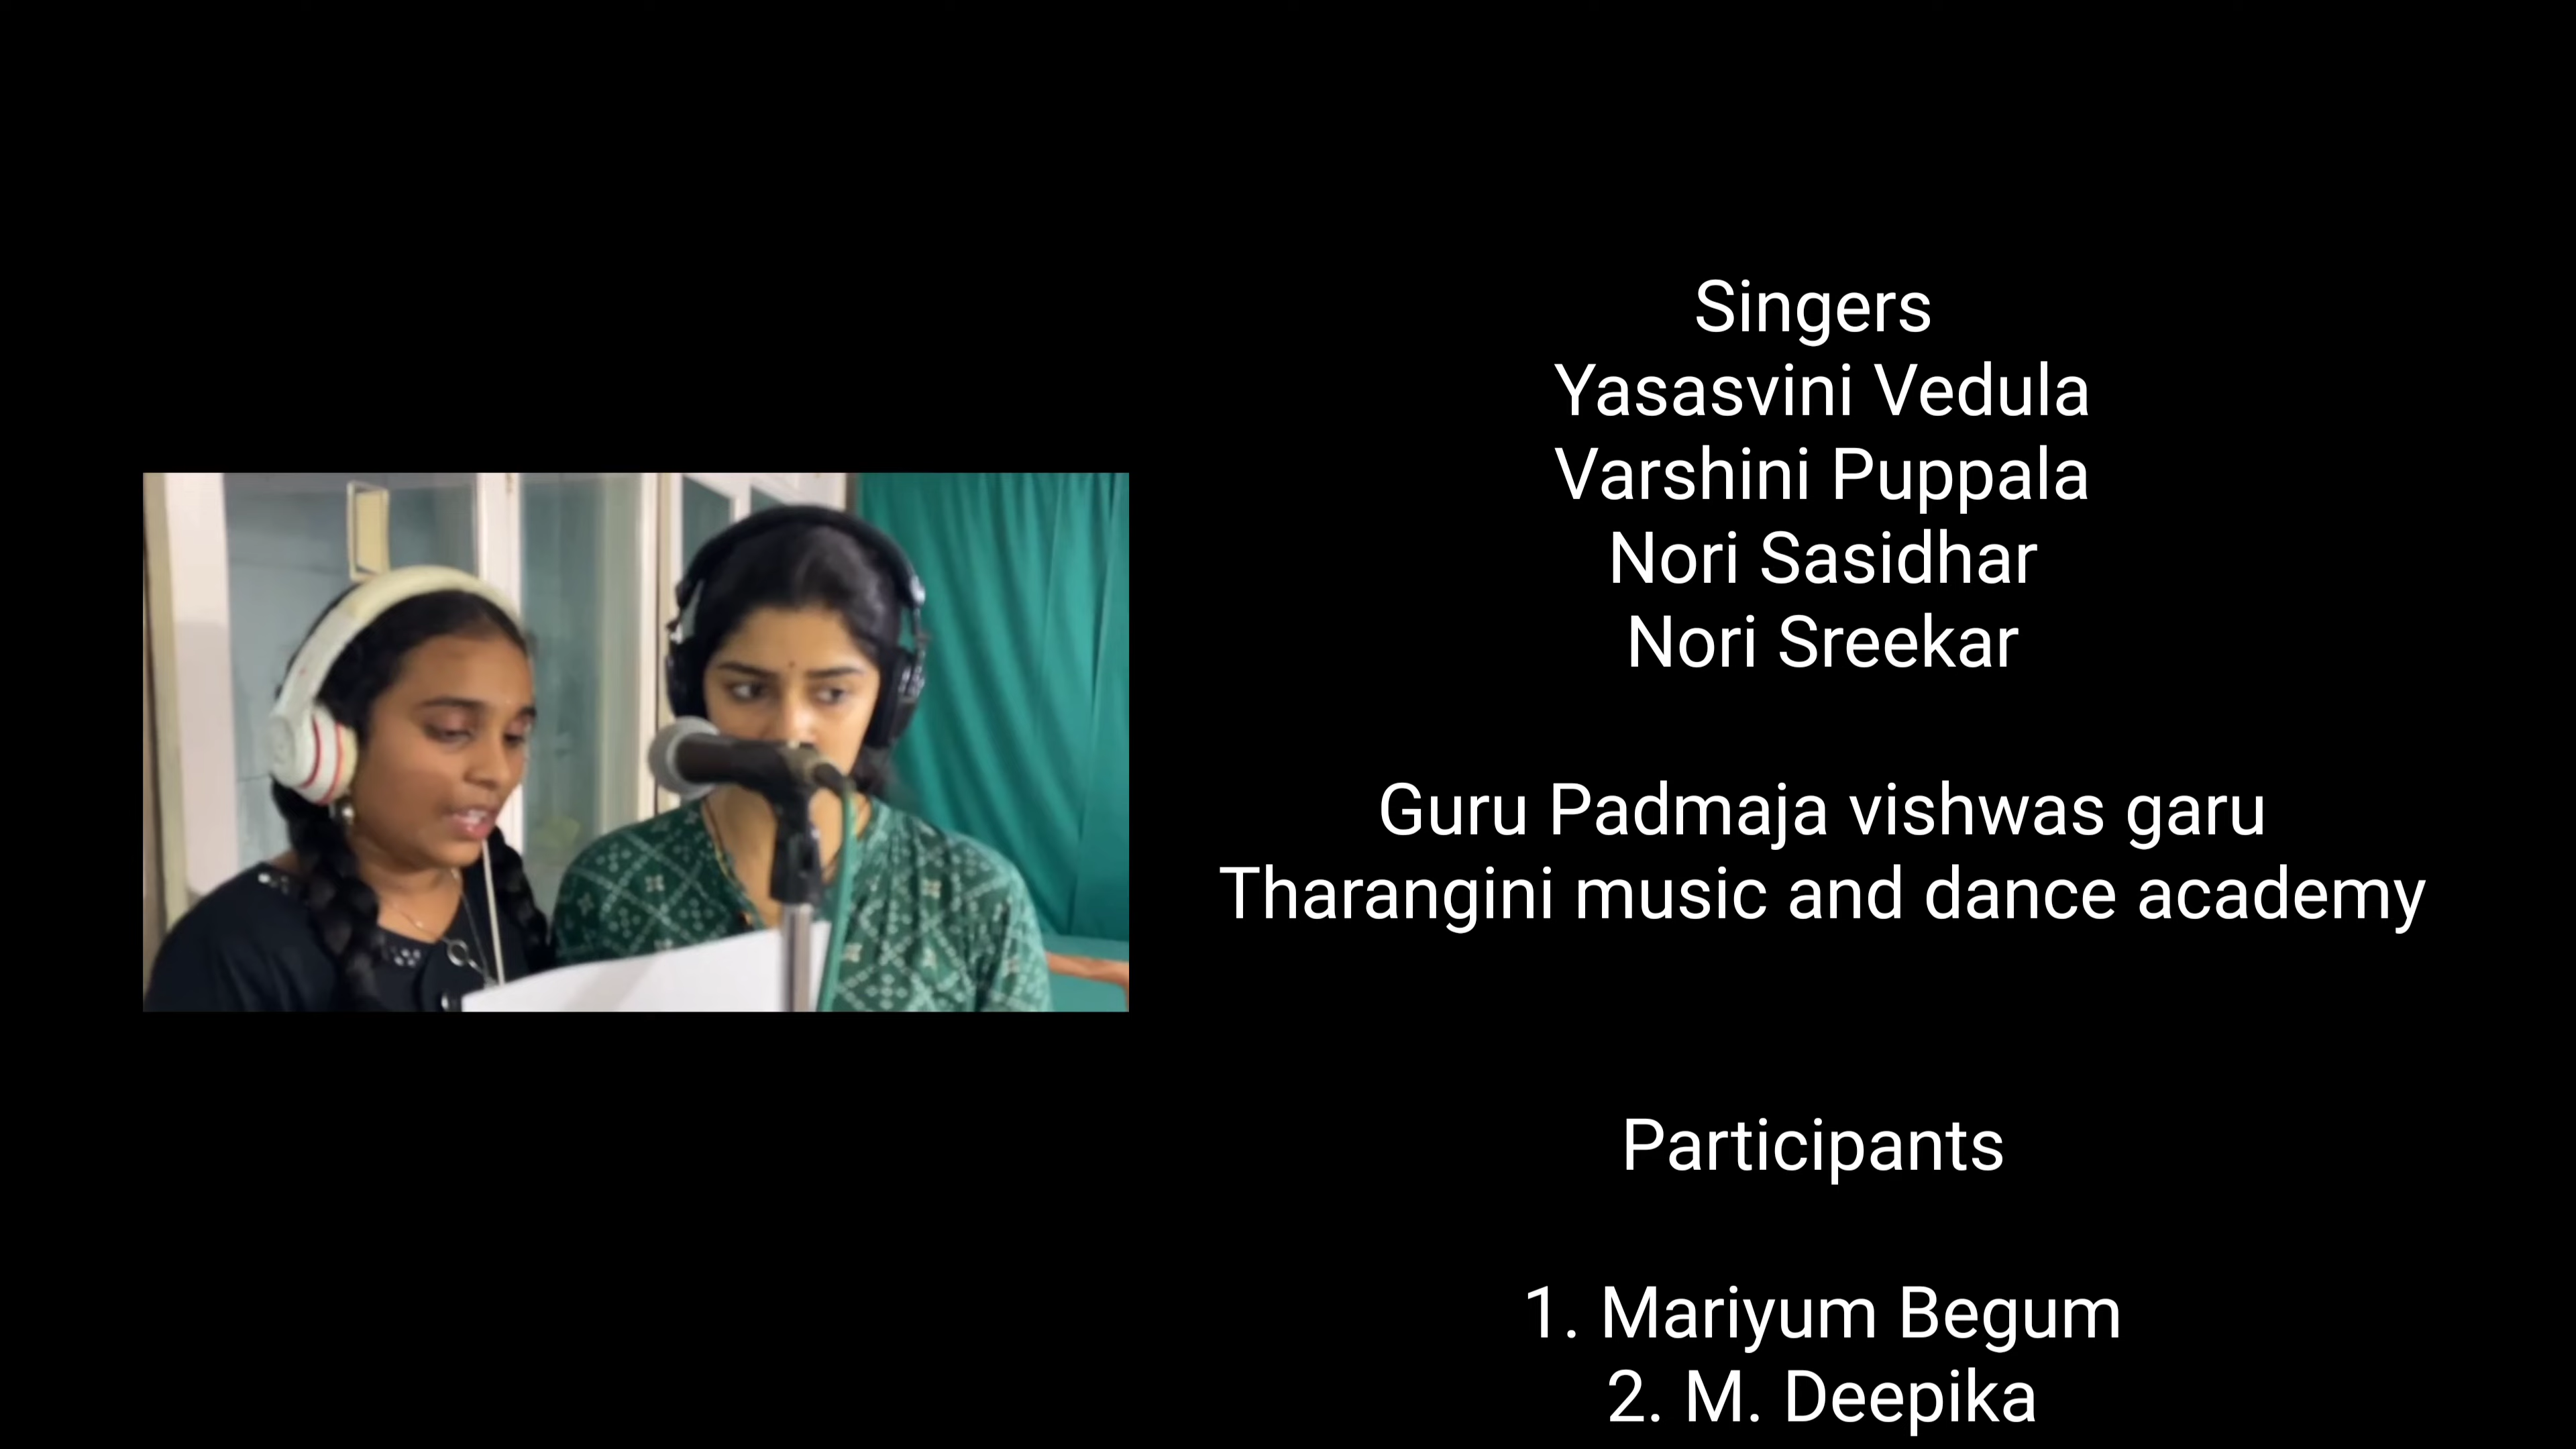 Singers
Yasasvini Vedula
Varshini Puppala
Nori Sasidhar
Nori Sreekar
Guru Padmaja vishwas garu
Tharangini music and dance academy
Participants
1. Mariyum Begum
2. M. Deepika